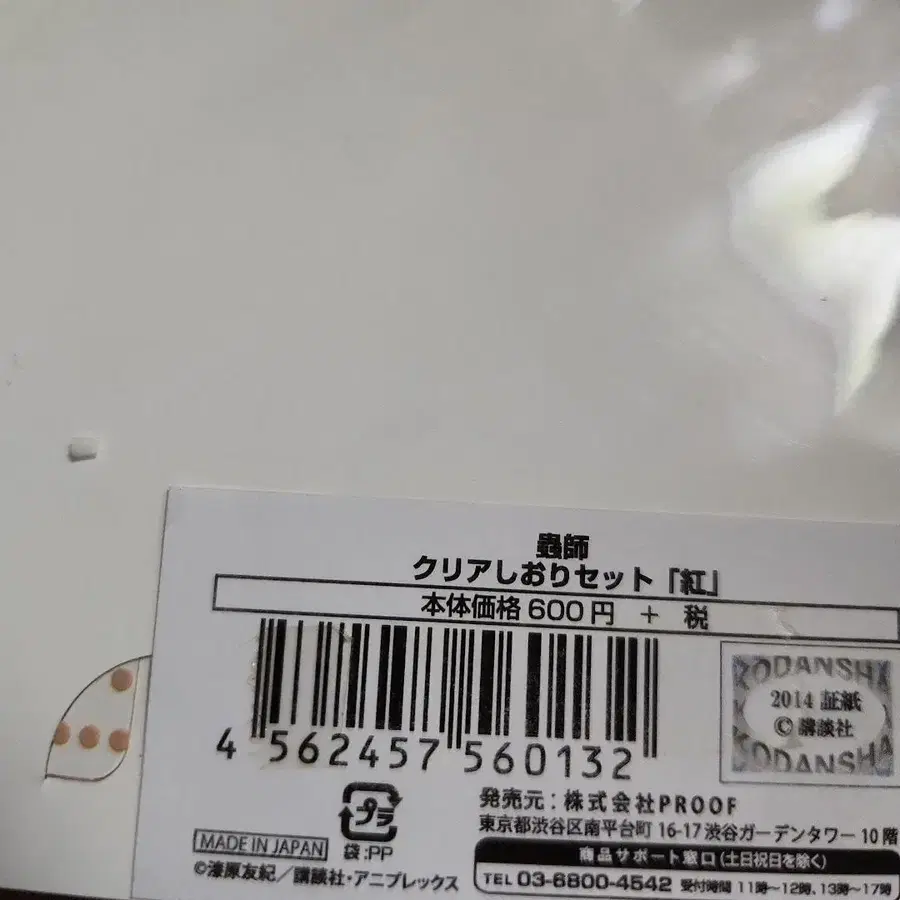 蟲師
クリアしおりセット「紅」
本体価格600円 + 税
4 562457 560132
KODANSHA
2014 証紙
©講談社
KODANSHA
プラ
袋:PP
MADE IN JAPAN
©漆原友紀/講談社・アニプレックス
発売元:株式会社PROOF
東京都渋谷区南平台町 16-17 渋谷ガーデンタワー 10階
商品サポート窓口(土日祝日を除く)
TEL 03-6800-4542 受付時間 11時〜12時、13時〜17時